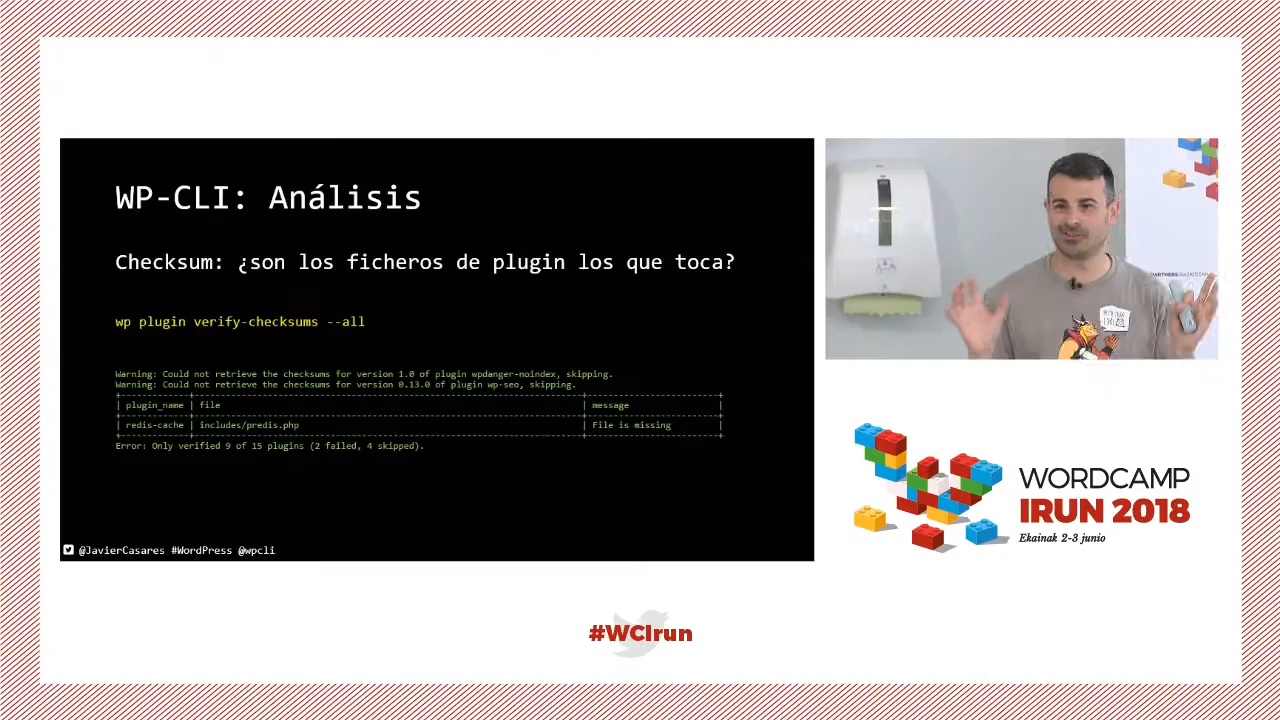 WP-CLI: Análisis
Checksum: ¿son los ficheros de plugin los que toca?
wp plugin verify-checksums --all
Warning: Could not retrieve the checksums for version 1.0 of plugin wpdanger-noindex, skipping.
Warning: Could not retrieve the checksums for version 0.13.0 of plugin wp-seo, skipping.
+-------------+---------------------------------------------------------------------------+-------------------------+
| plugin_name | file | message |
+-------------+---------------------------------------------------------------------------+-------------------------+
| redis-cache | includes/predis.php | File is missing |
+-------------+---------------------------------------------------------------------------+-------------------------+
Error: Only verified 9 of 15 plugins (2 failed, 4 skipped).
@JavierCasares #WordPress @wpcli
WORDCAMP
IRUN 2018
Ekainak 2-3 junio
#WCIrun